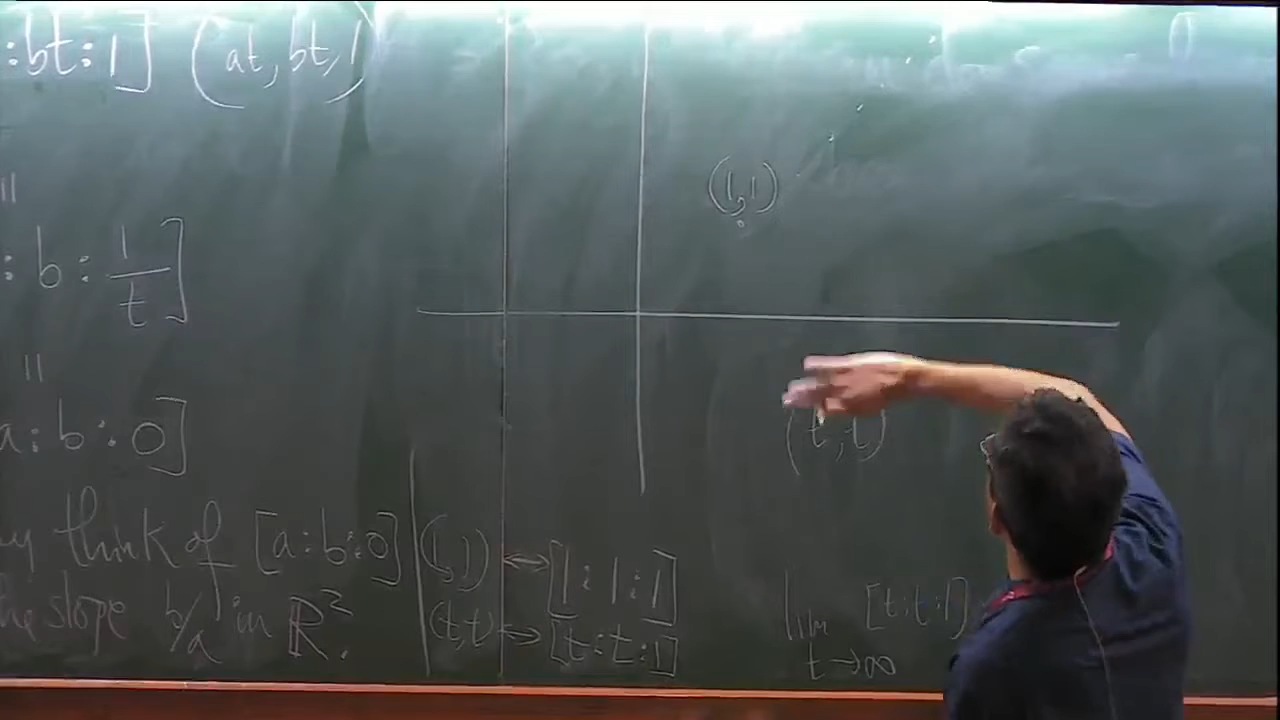 :bt:1] (at, bt, 1)
||
: b : 1/t ]
||
a : b : 0]
think of [a:b:0]
the slope b/a in ℝ²
.
(1,1)
(t,t)
(1,1) ↔ [1:1:1]
(t,t) ↔ [t:t:1]
lim t→∞ [t:t:1]